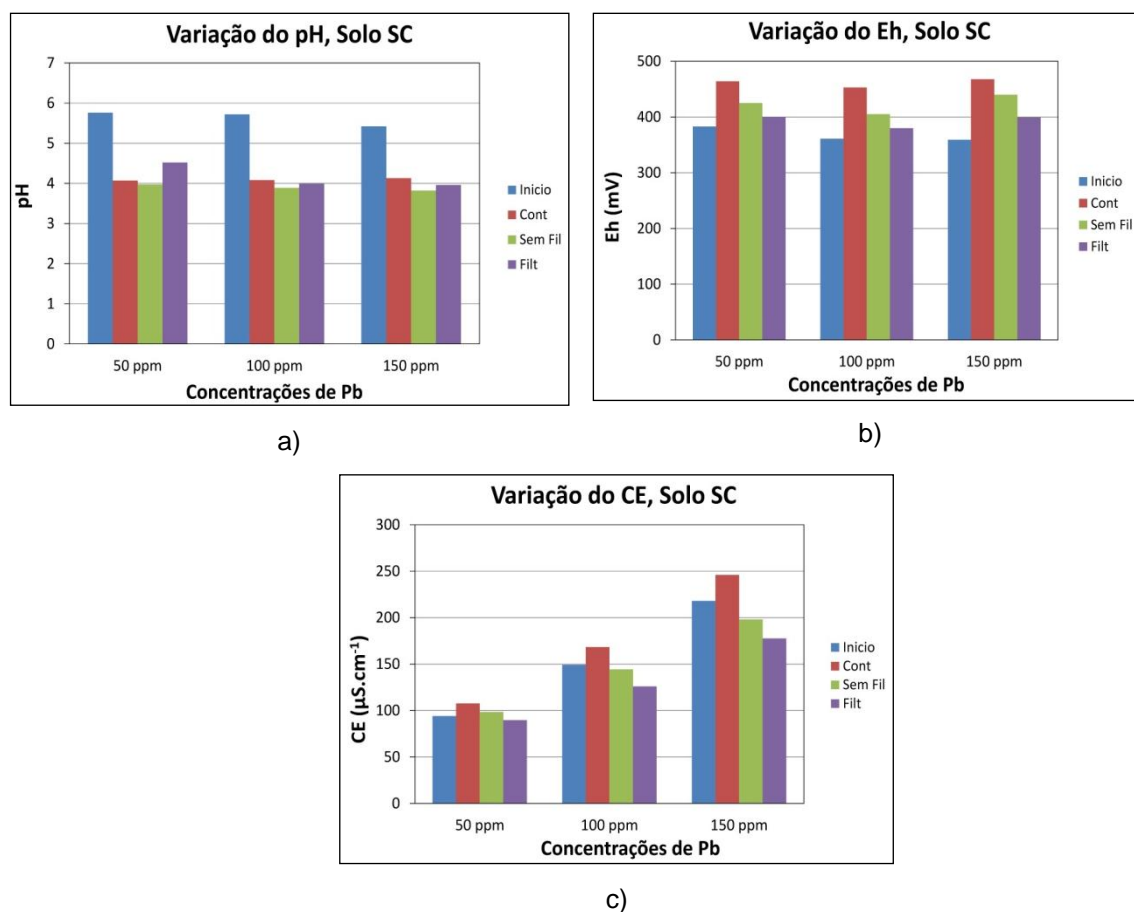 Variação do pH, Solo SC
7
6
5
4
3
2
1
0
pH
50 ppm 100 ppm 150 ppm
Concentrações de Pb
Inicio
Cont
Sem Fil
Filt
a)
Variação do Eh, Solo SC
500
400
300
200
100
0
Eh (mV)
50 ppm 100 ppm 150 ppm
Concentrações de Pb
Inicio
Cont
Sem Fil
Filt
b)
Variação do CE, Solo SC
300
250
200
150
100
50
0
CE (µS.cm⁻¹)
50 ppm 100 ppm 150 ppm
Concentrações de Pb
Inicio
Cont
Sem Fil
Filt
c)